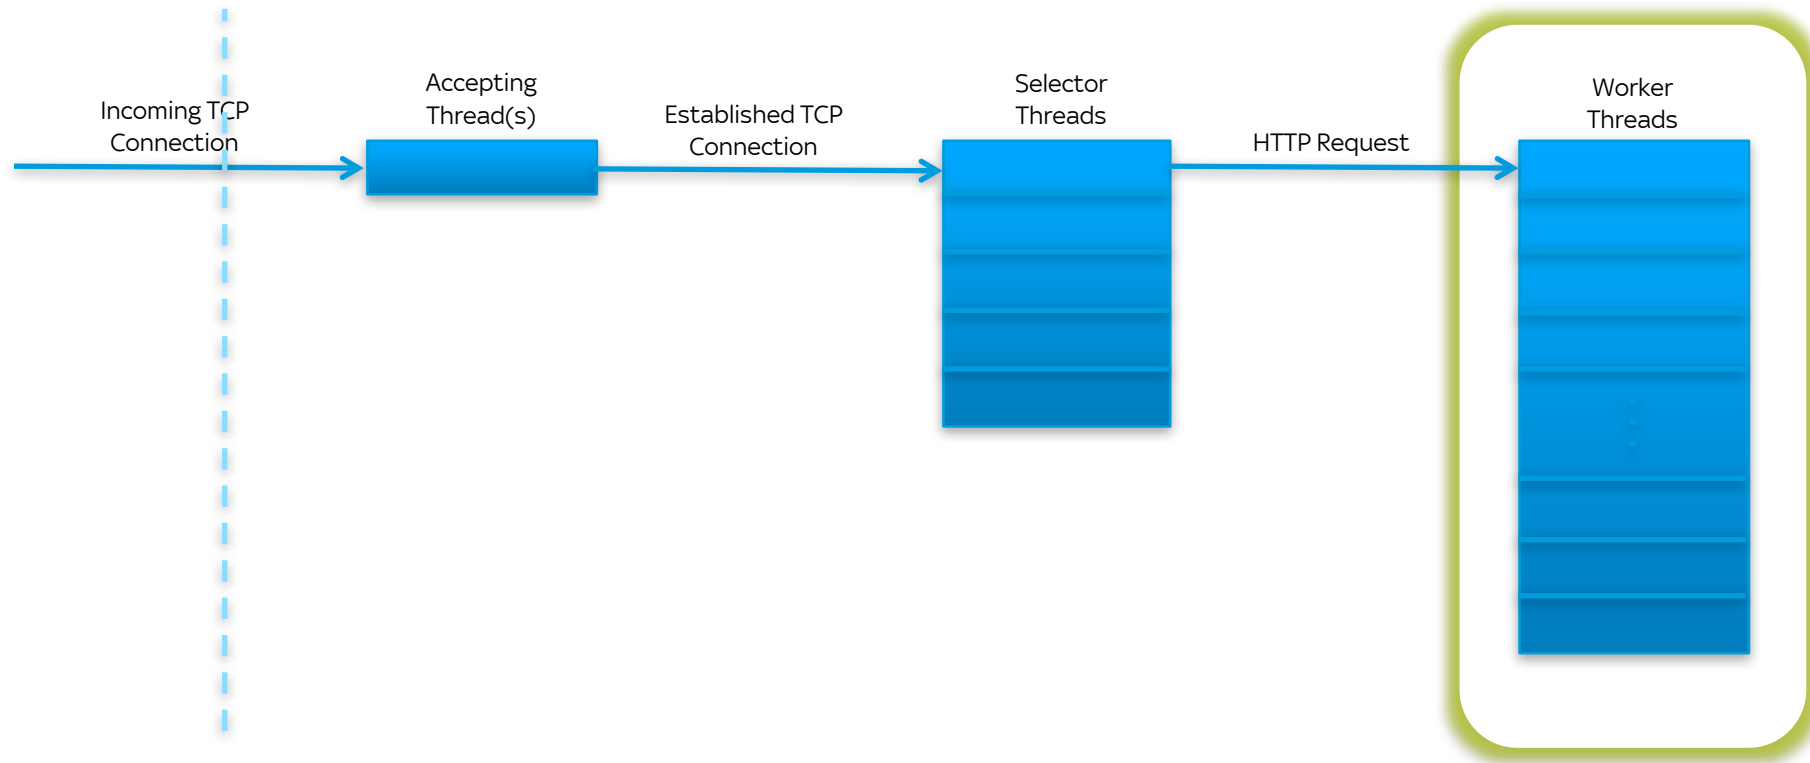 Incoming TCP
Connection
Accepting
Thread(s)
Established TCP
Connection
Selector
Threads
HTTP Request
Worker
Threads